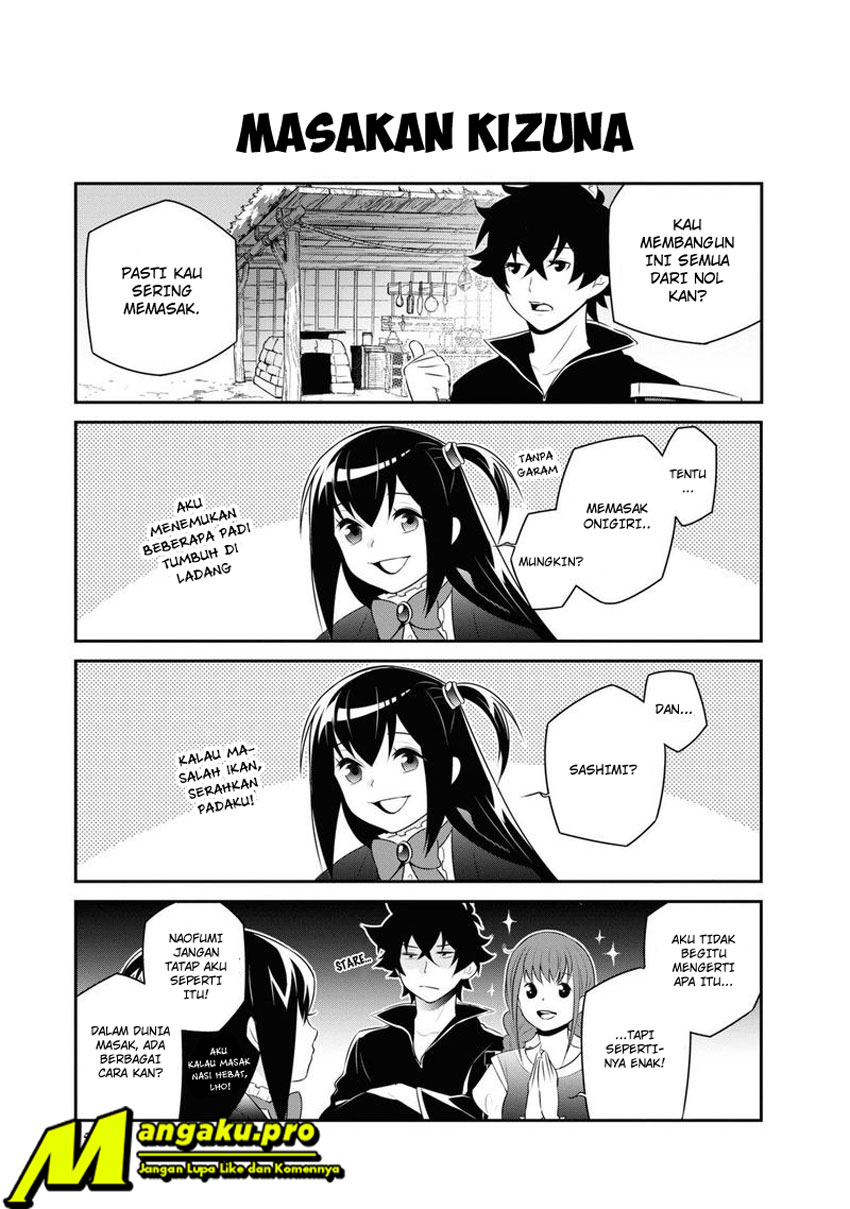 MASAKAN KIZUNA
KAU
MEMBANGUN
INI SEMUA
DARI NOL
KAN?
PASTI KAU
SERING
MEMASAK.
TENTU
...
MEMASAK
ONIGIRI..
MUNGKIN?
TANPA
GARAM
AKU
MENEMUKAN
BEBERAPA PADI
TUMBUH DI
LADANG
DAN...
SASHIMI?
KALAU MA-
SALAH IKAN,
SERAHKAN
PADAKU!
AKU TIDAK
BEGITU
MENGERTI
APA ITU...
...TAPI
SEPERTI-
NYA ENAK!
STARE...
NAOFUMI
JANGAN
TATAP AKU
SEPERTI
ITU!
DALAM DUNIA
MASAK, ADA
BERBAGAI
CARA KAN?
AKU
KALAU MASAK
NASI HEBAT,
LHO!
Mangaku.pro
Jangan Lupa Like dan Komennya